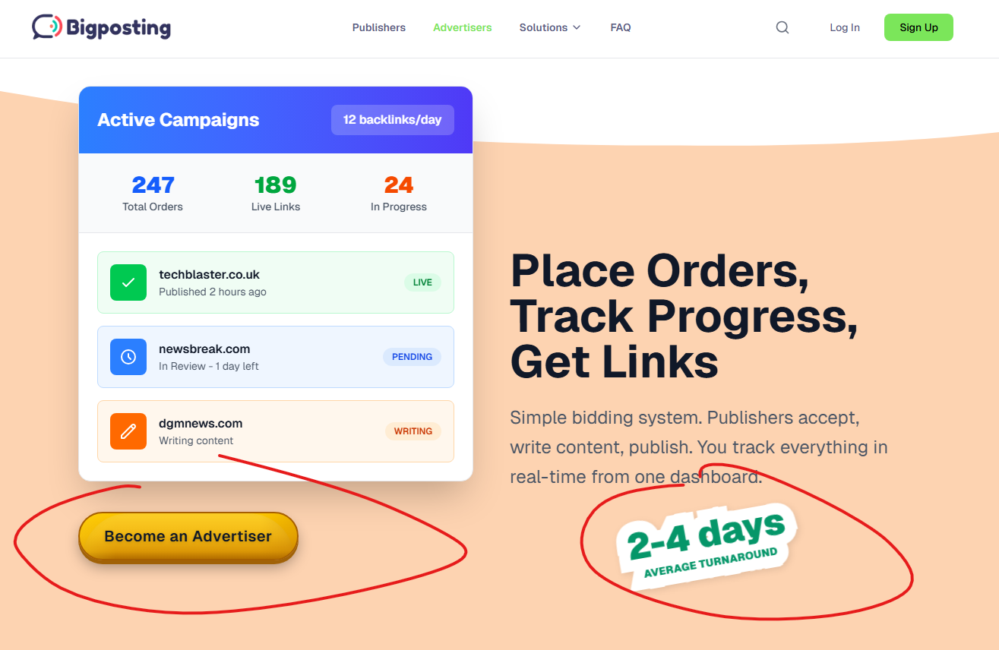 Bigposting
Publishers
Advertisers
Solutions
FAQ
Log In
Sign Up
Active Campaigns
12 backlinks/day
247
Total Orders
189
Live Links
24
In Progress
techblaster.co.uk
Published 2 hours ago
LIVE
newsbreak.com
In Review - 1 day left
PENDING
dgmnews.com
Writing content
WRITING
Become an Advertiser
Place Orders,
Track Progress,
Get Links
Simple bidding system. Publishers accept,
write content, publish. You track everything in
real-time from one dashboard.
2-4 days
AVERAGE TURNAROUND